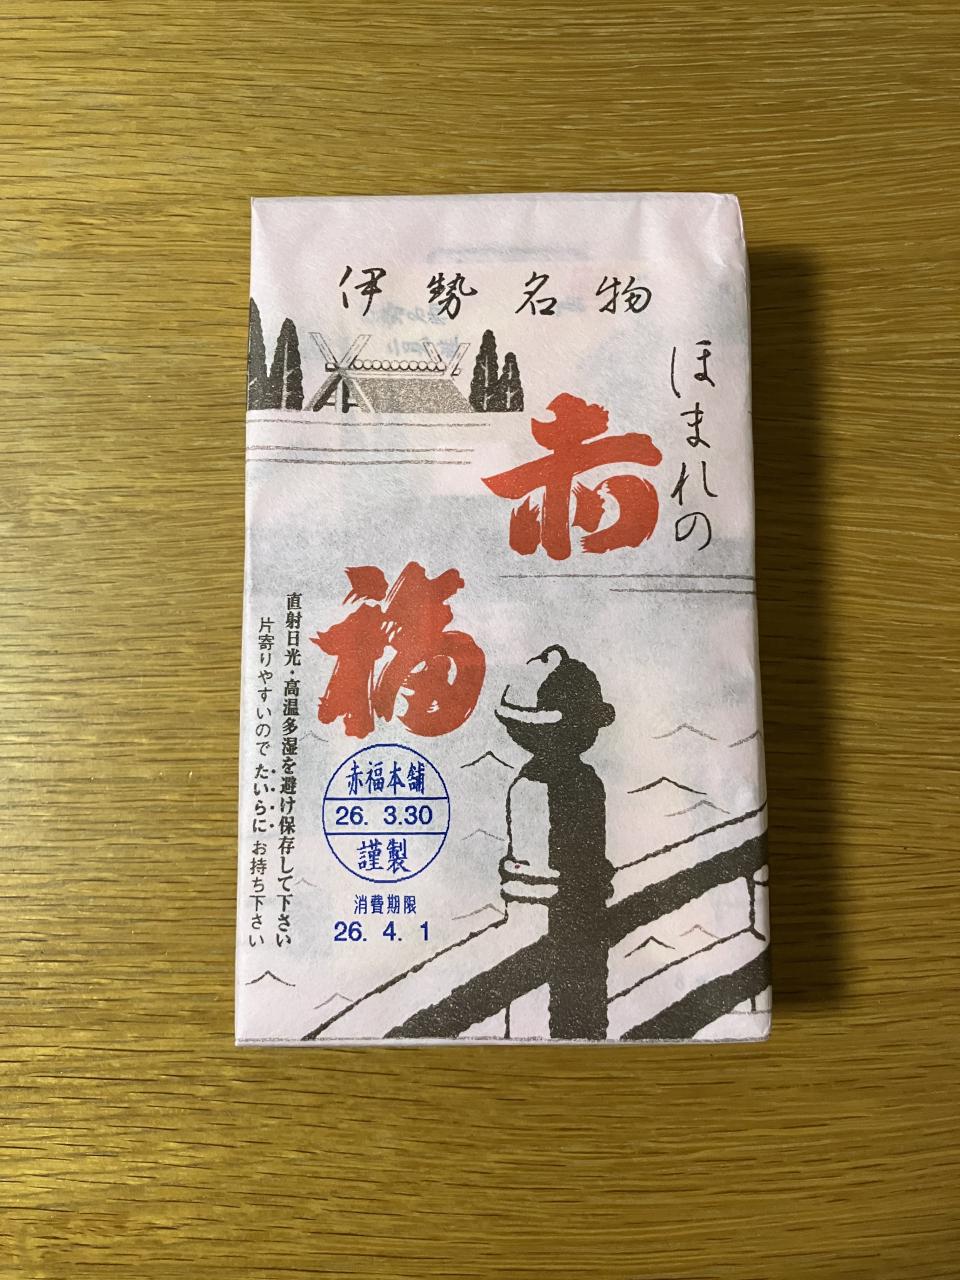 伊勢名物
ほまれの
赤
福
直射日光・高温多湿を避け保存して下さい
片寄りやすいので たいらに お持ち下さい
赤福本舗
26. 3.30
謹製
消費期限
26. 4. 1